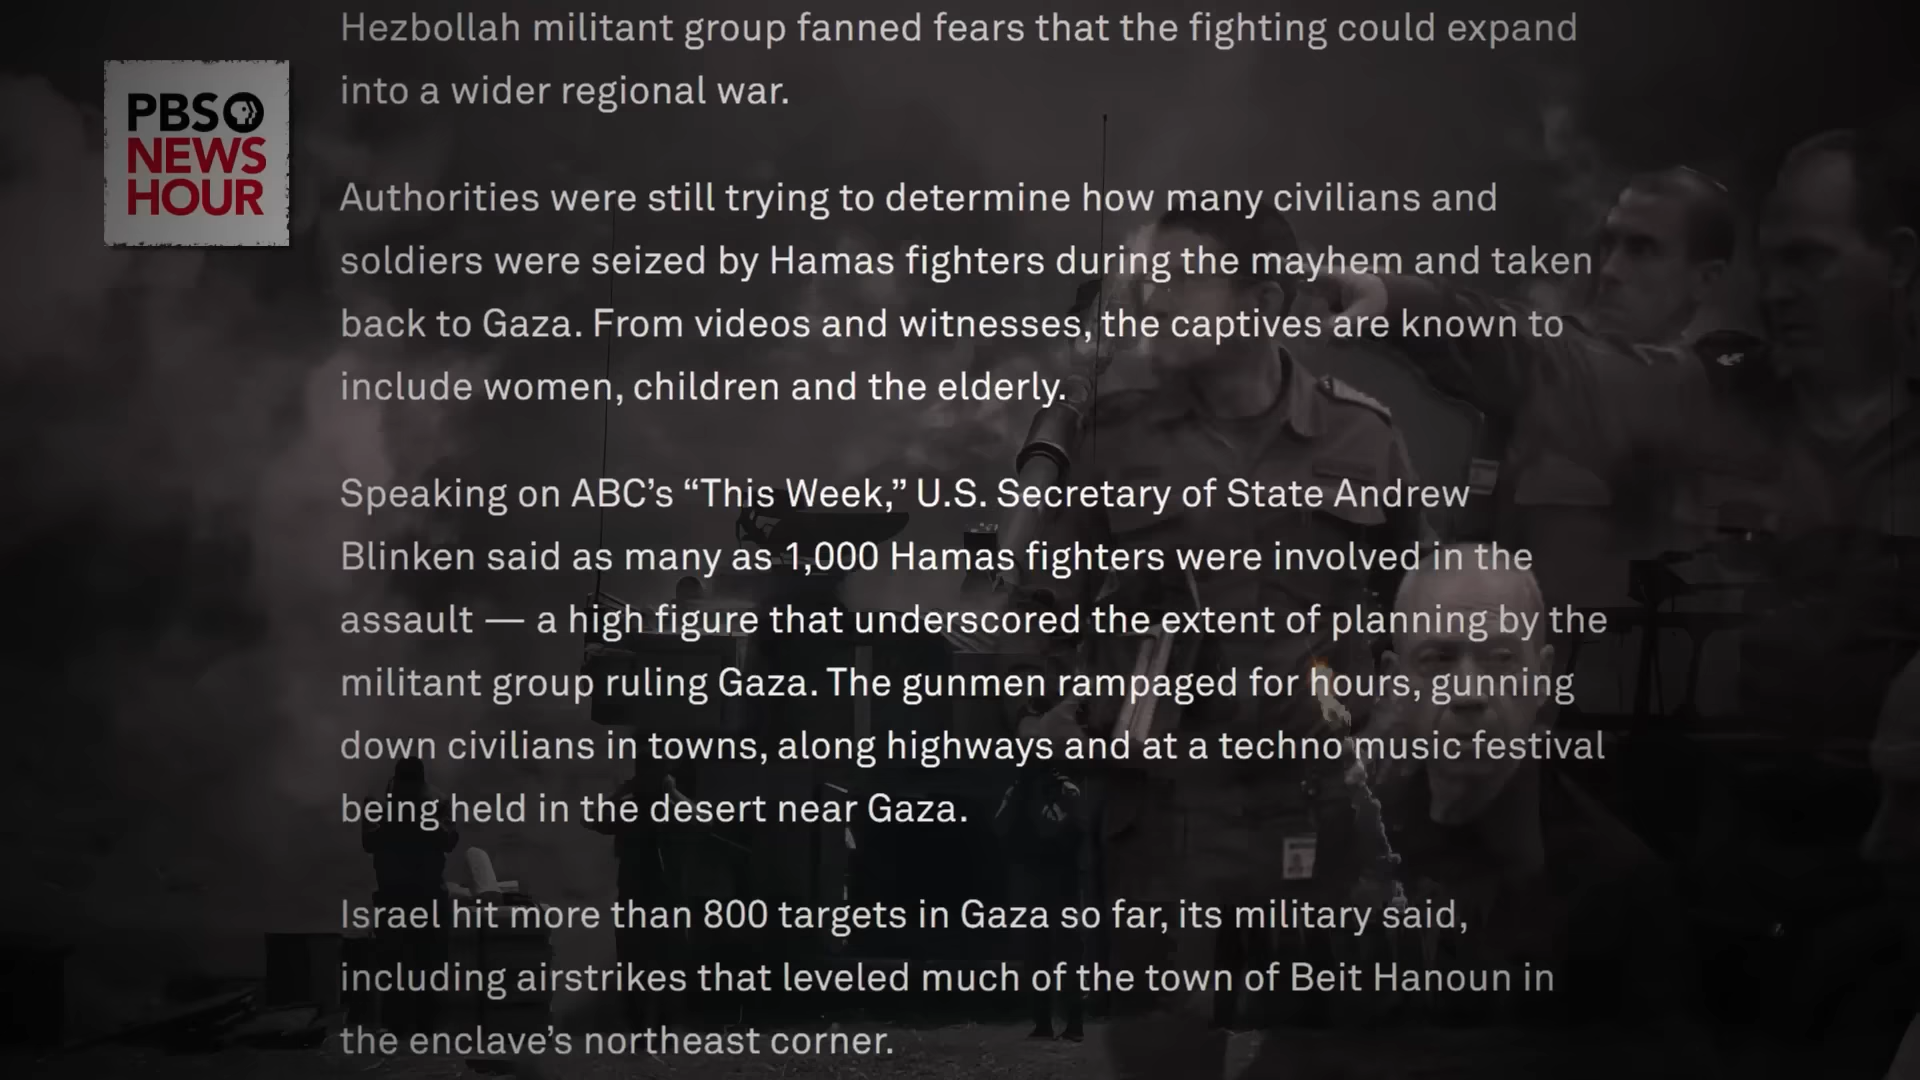 PBS
NEWS
HOUR
Hezbollah militant group fanned fears that the fighting could expand
into a wider regional war.
Authorities were still trying to determine how many civilians and
soldiers were seized by Hamas fighters during the mayhem and taken
back to Gaza. From videos and witnesses, the captives are known to
include women, children and the elderly.
Speaking on ABC’s “This Week,” U.S. Secretary of State Andrew
Blinken said as many as 1,000 Hamas fighters were involved in the
assault — a high figure that underscored the extent of planning by the
militant group ruling Gaza. The gunmen rampaged for hours, gunning
down civilians in towns, along highways and at a techno music festival
being held in the desert near Gaza.
Israel hit more than 800 targets in Gaza so far, its military said,
including airstrikes that leveled much of the town of Beit Hanoun in
the enclave’s northeast corner.